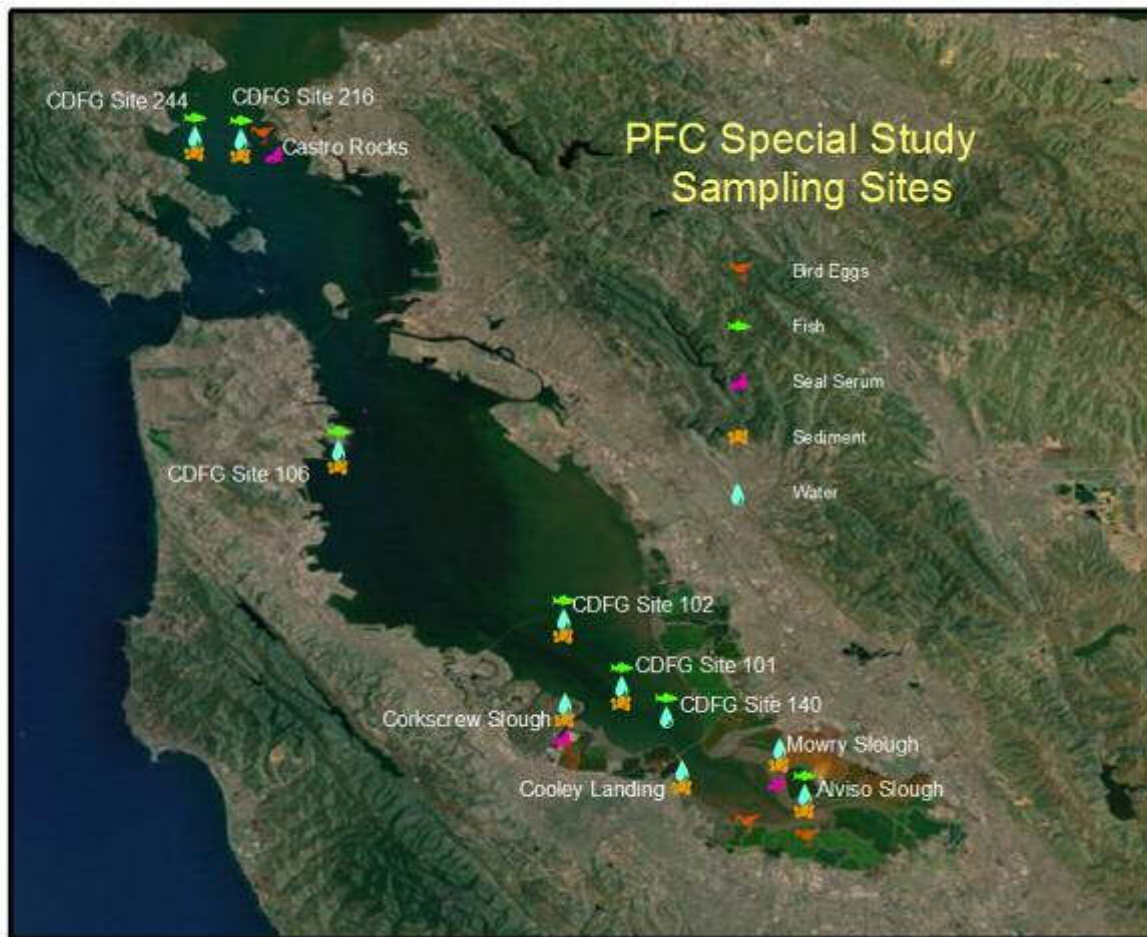 CDFG Site 244
CDFG Site 216
Castro Rocks
PFC Special Study
Sampling Sites
Bird Eggs
Fish
Seal Serum
Sediment
Water
CDFG Site 106
CDFG Site 102
CDFG Site 101
CDFG Site 140
Corkscrew Slough
Mowry Slough
Cooley Landing
Alviso Slough